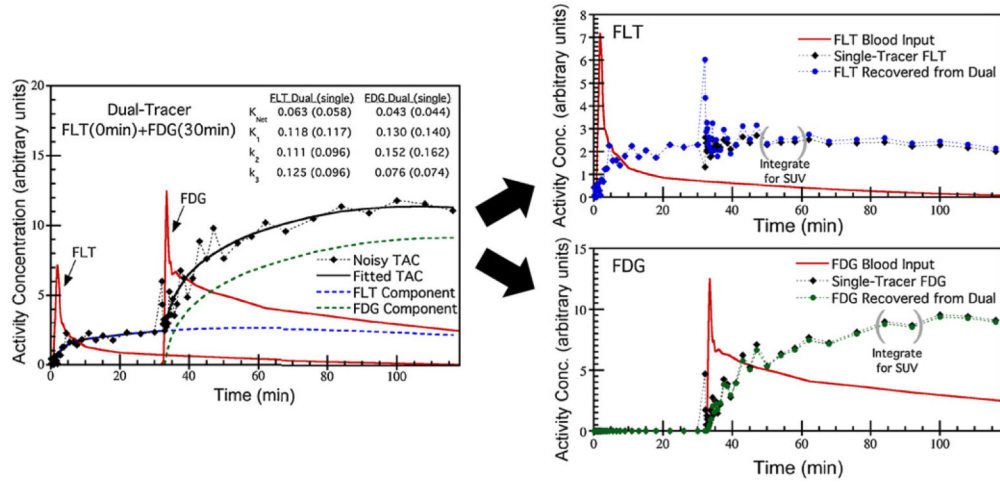 Activity Concentration (arbitrary units)
20
15
10
5
0
Dual-Tracer
FLT(0min)+FDG(30min)
FLT Dual (single) FDG Dual (single)
KNet 0.063 (0.058) 0.043 (0.044)
K1 0.118 (0.117) 0.130 (0.140)
k2 0.111 (0.096) 0.152 (0.162)
k3 0.125 (0.096) 0.076 (0.074)
FLT
FDG
Noisy TAC
Fitted TAC
FLT Component
FDG Component
0 20 40 60 80 100
Time (min)
Activity Conc. (arbitrary units)
8
7
6
5
4
3
2
1
0
FLT
FLT Blood Input
Single-Tracer FLT
FLT Recovered from Dual
Integrate
for SUV
0 20 40 60 80 100
Time (min)
Activity Conc. (arbitrary units)
15
10
5
0
FDG
FDG Blood Input
Single-Tracer FDG
FDG Recovered from Dual
Integrate
for SUV
0 20 40 60 80 100
Time (min)